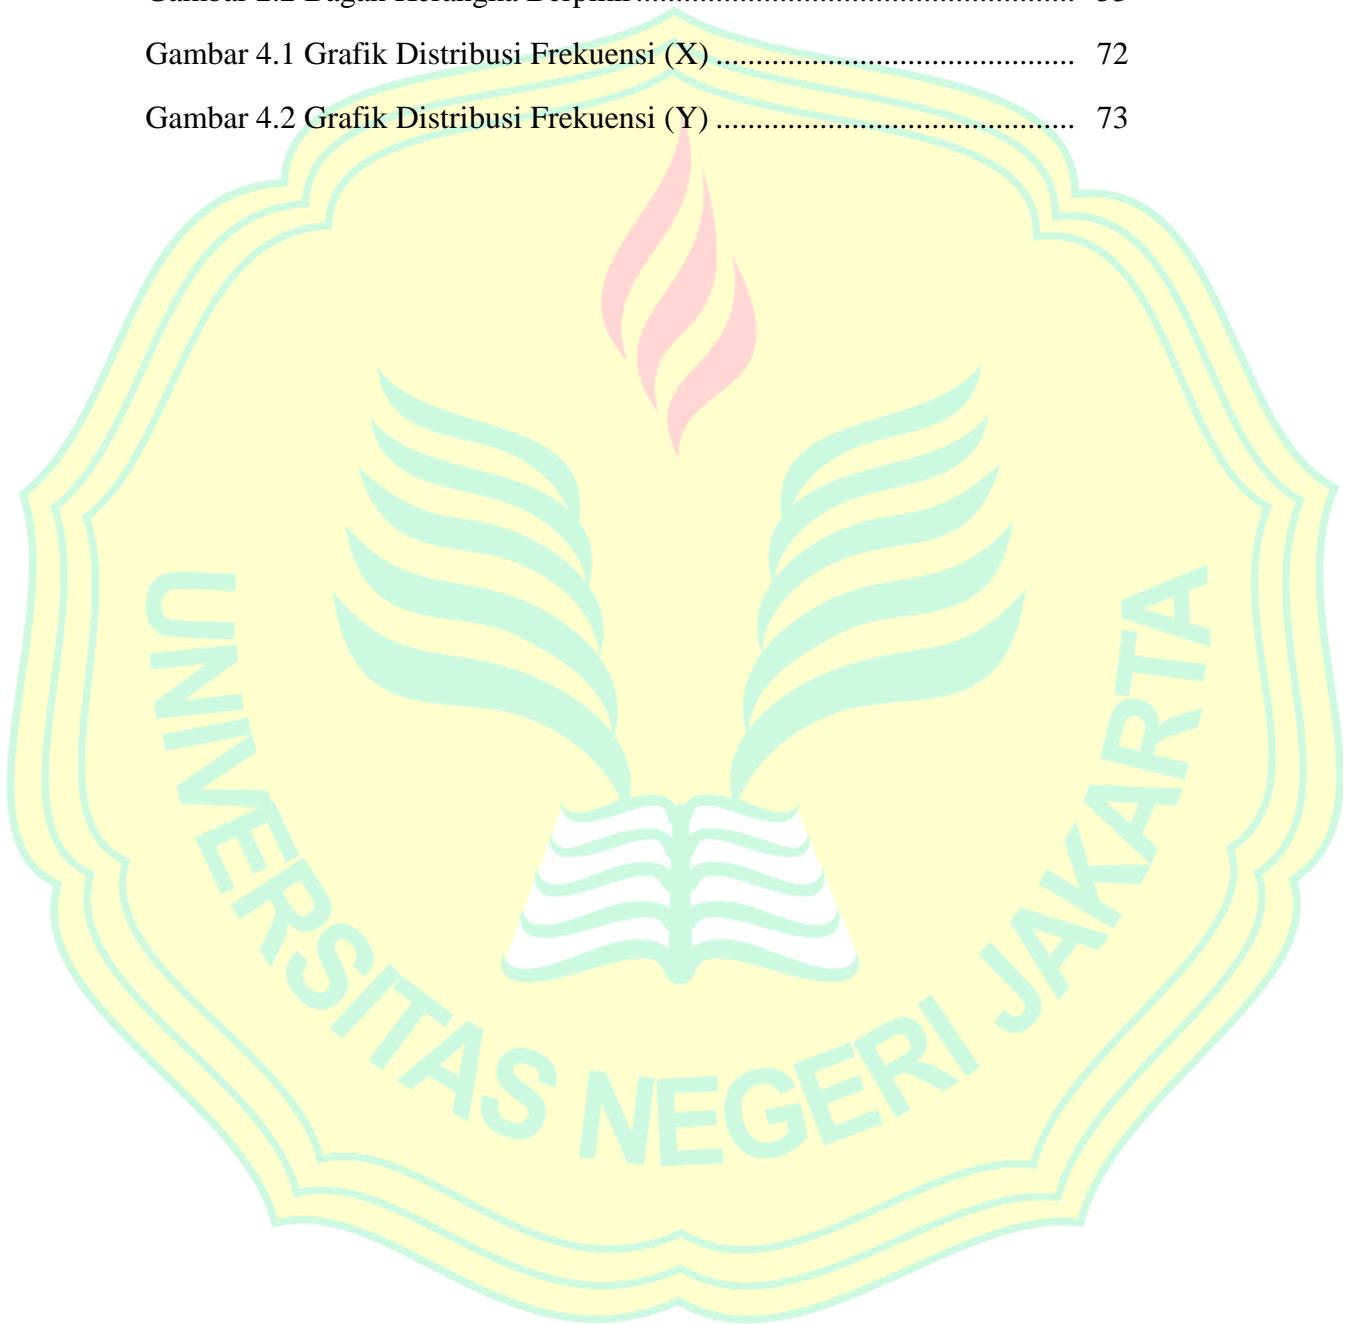 Gambar 4.1 Grafik Distribusi Frekuensi (X) ............................................. 72
Gambar 4.2 Grafik Distribusi Frekuensi (Y) ............................................. 73
UNIVERSITAS NEGERI JAKARTA